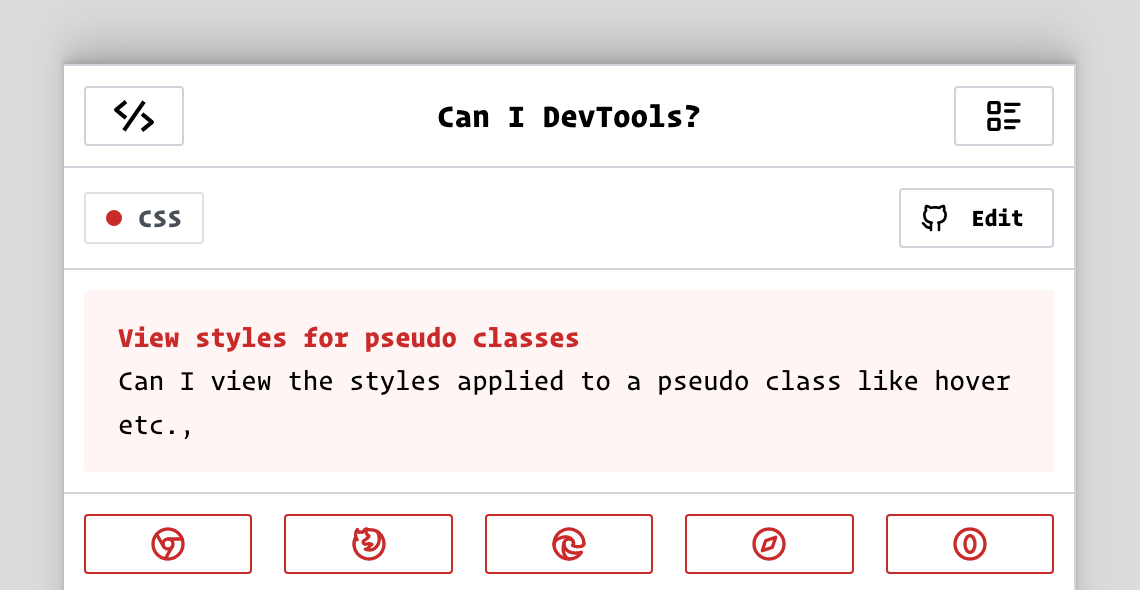 Can I DevTools?
CSS
Edit
View styles for pseudo classes
Can I view the styles applied to a pseudo class like hover
etc.,